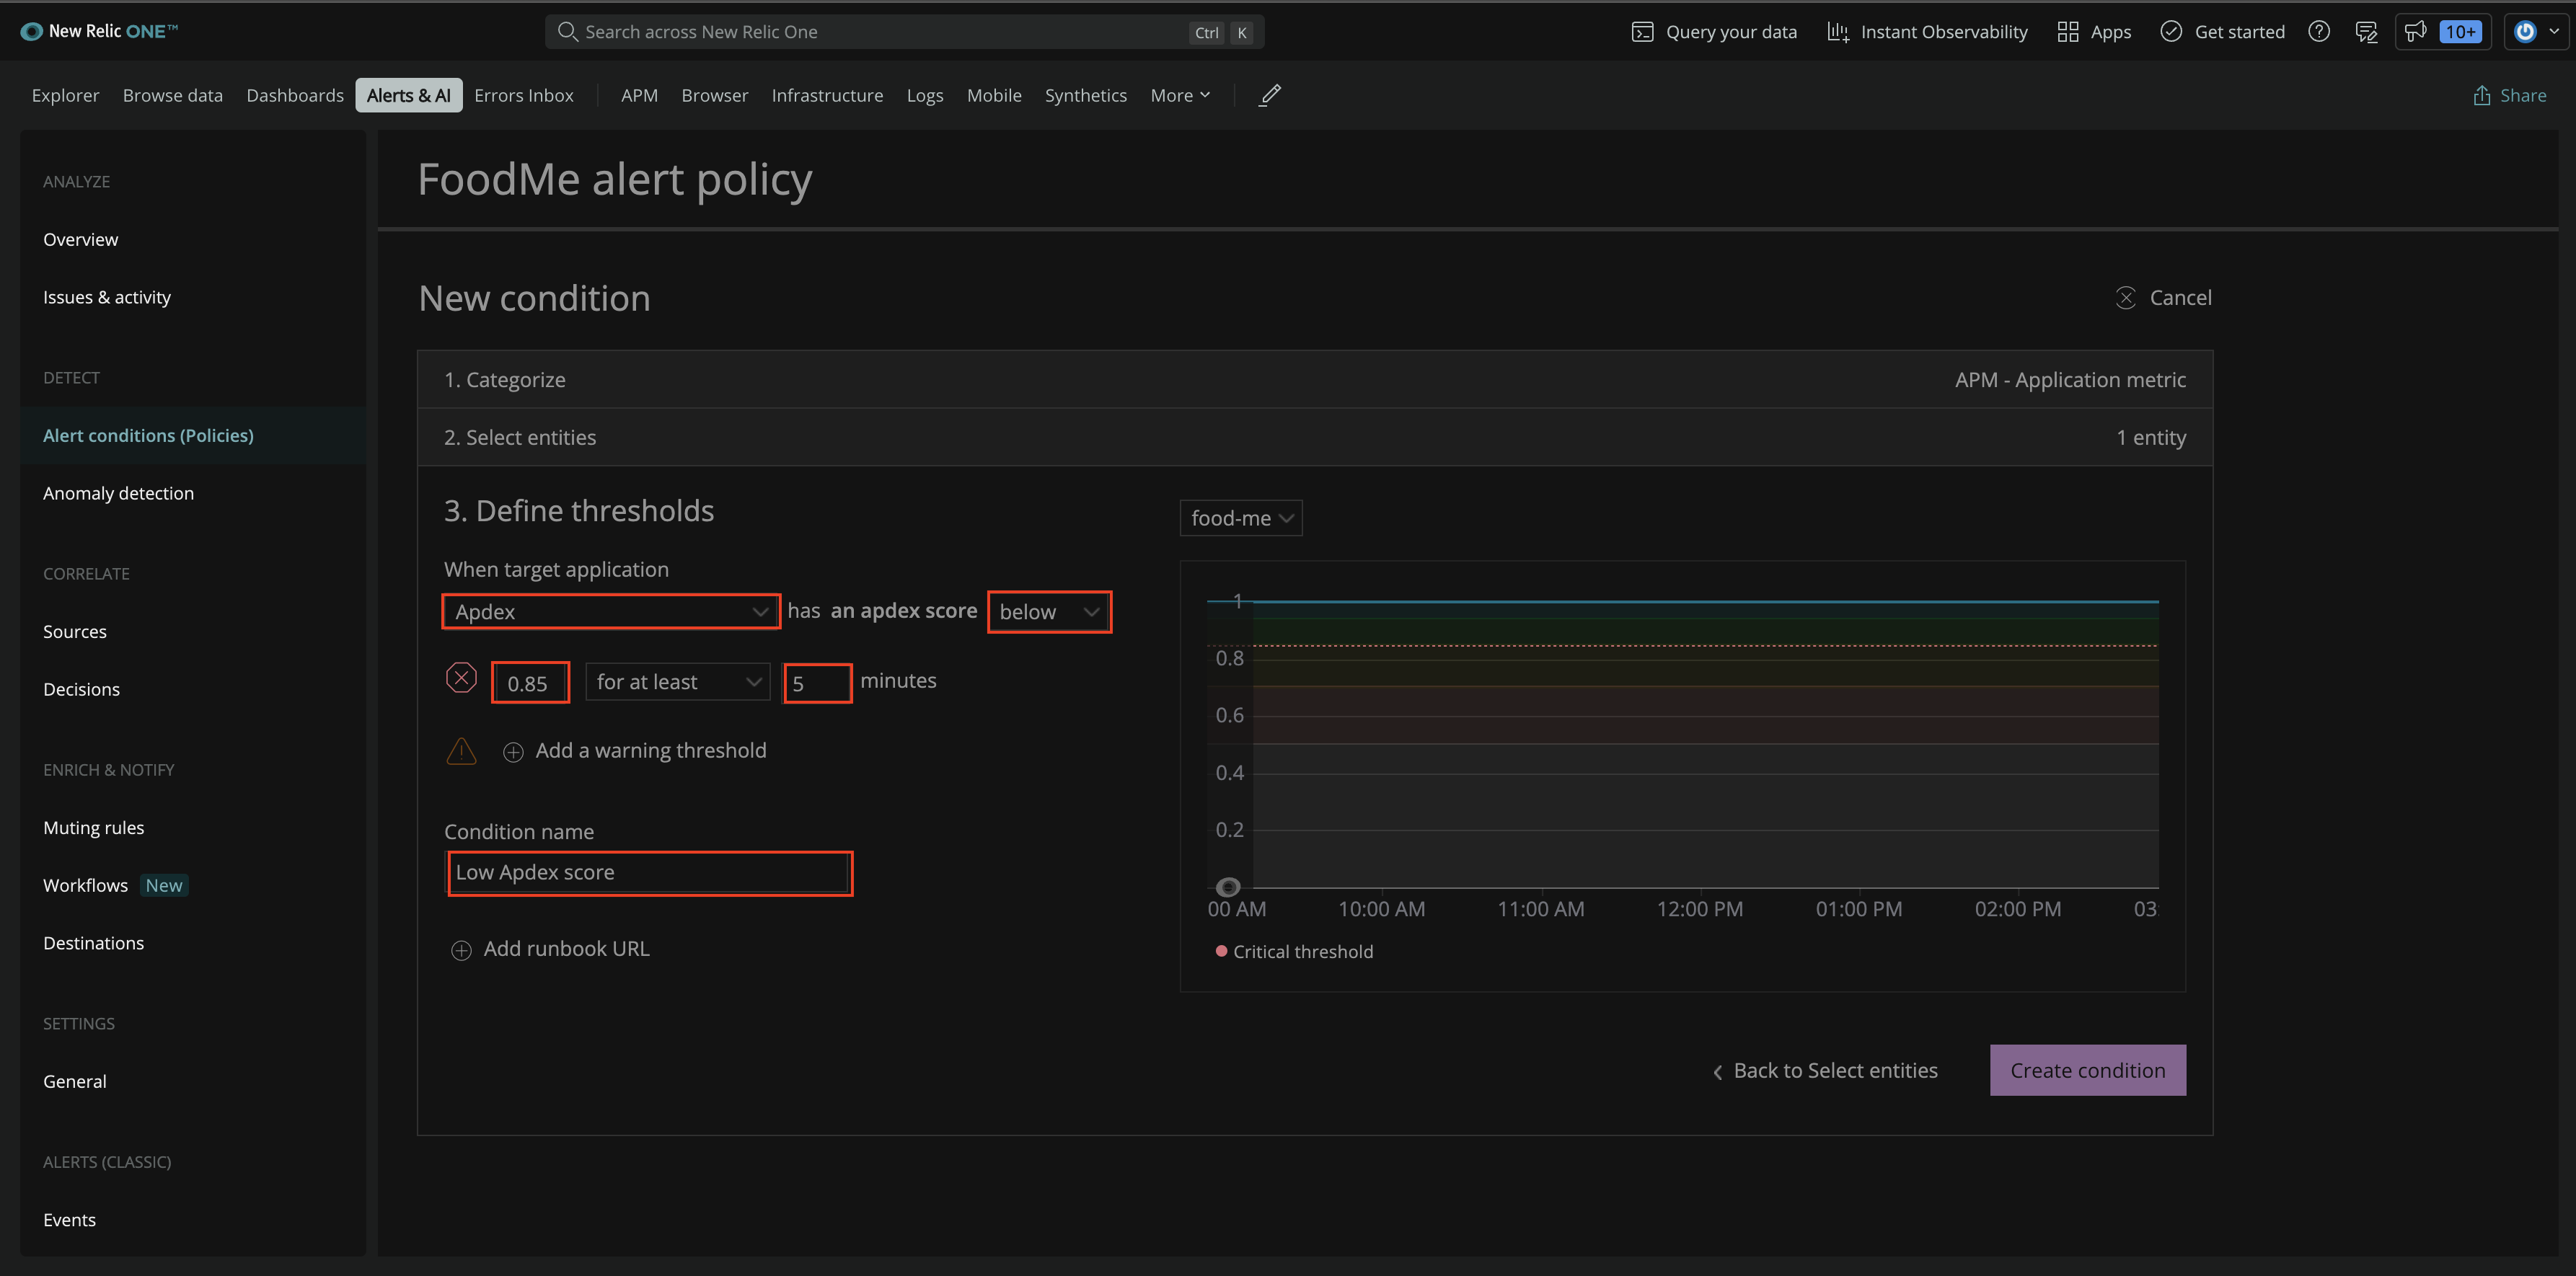 New Relic ONE™
Search across New Relic One
Ctrl K
Query your data
Instant Observability
Apps
Get started
10+
Explorer
Browse data
Dashboards
Alerts & AI
Errors Inbox
APM
Browser
Infrastructure
Logs
Mobile
Synthetics
More
Share
ANALYZE
Overview
Issues & activity
DETECT
Alert conditions (Policies)
Anomaly detection
CORRELATE
Sources
Decisions
ENRICH & NOTIFY
Muting rules
Workflows New
Destinations
SETTINGS
General
ALERTS (CLASSIC)
Events
FoodMe alert policy
New condition
Cancel
1. Categorize
APM - Application metric
2. Select entities
1 entity
3. Define thresholds
When target application
Apdex has an apdex score below
0.85 for at least 5 minutes
Add a warning threshold
Condition name
Low Apdex score
Add runbook URL
food-me
1
0.8
0.6
0.4
0.2
00 AM 10:00 AM 11:00 AM 12:00 PM 01:00 PM 02:00 PM 03:
Critical threshold
Back to Select entities
Create condition